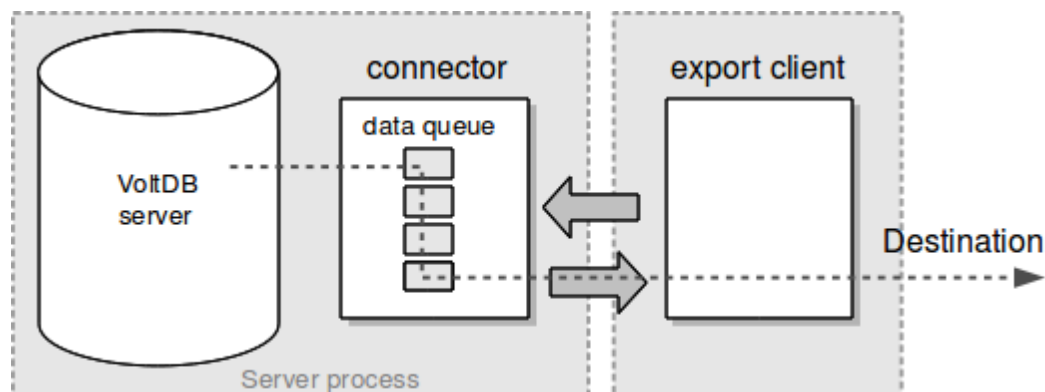 connector
export client
data queue
VoltDB
server
Destination
Server process